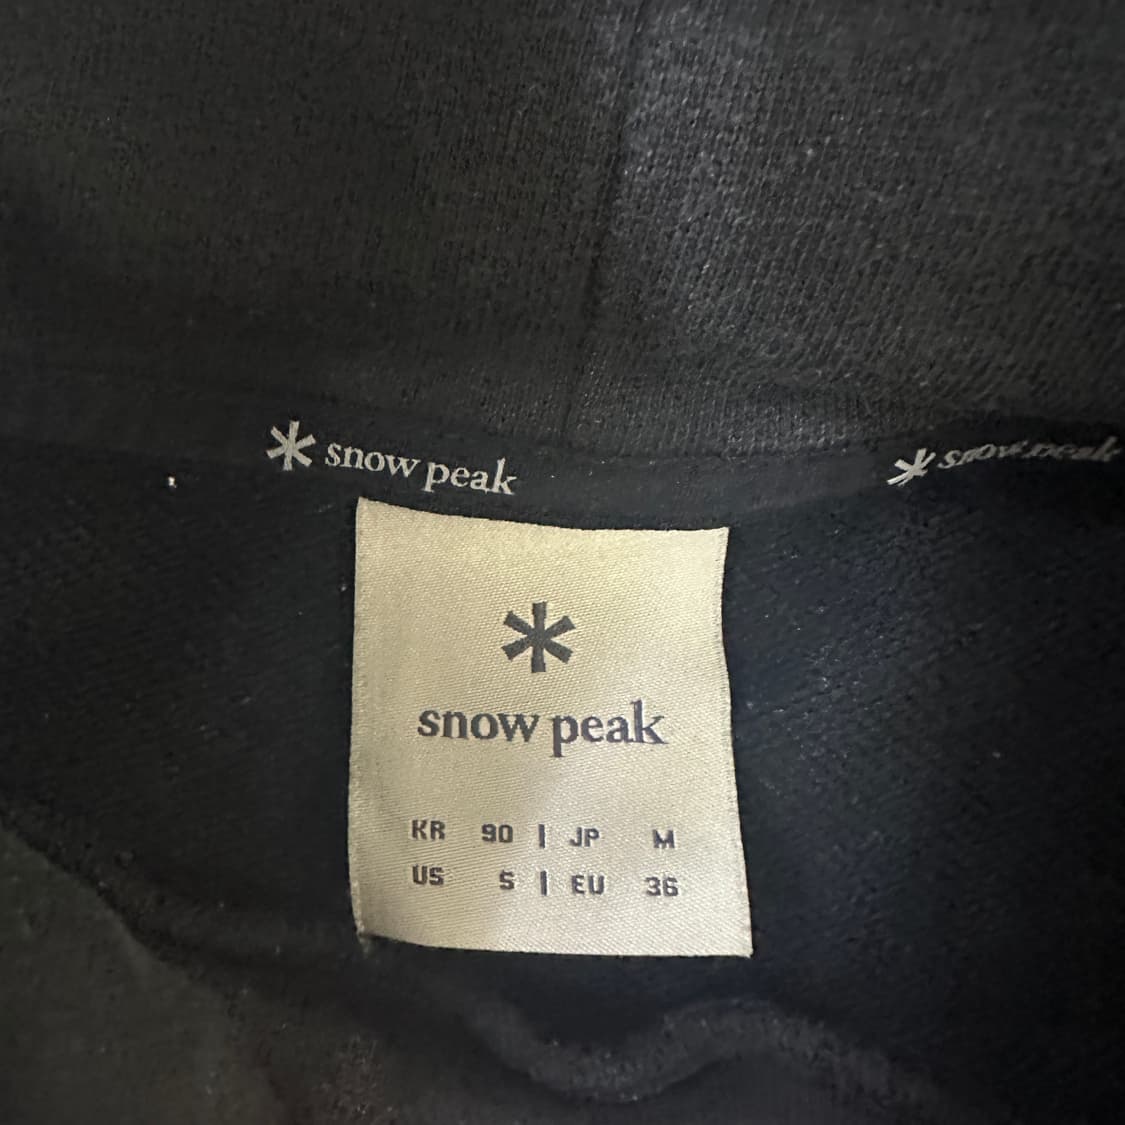 snow peak
snow peak
snow peak
KR 90 | JP M
US S | EU 36